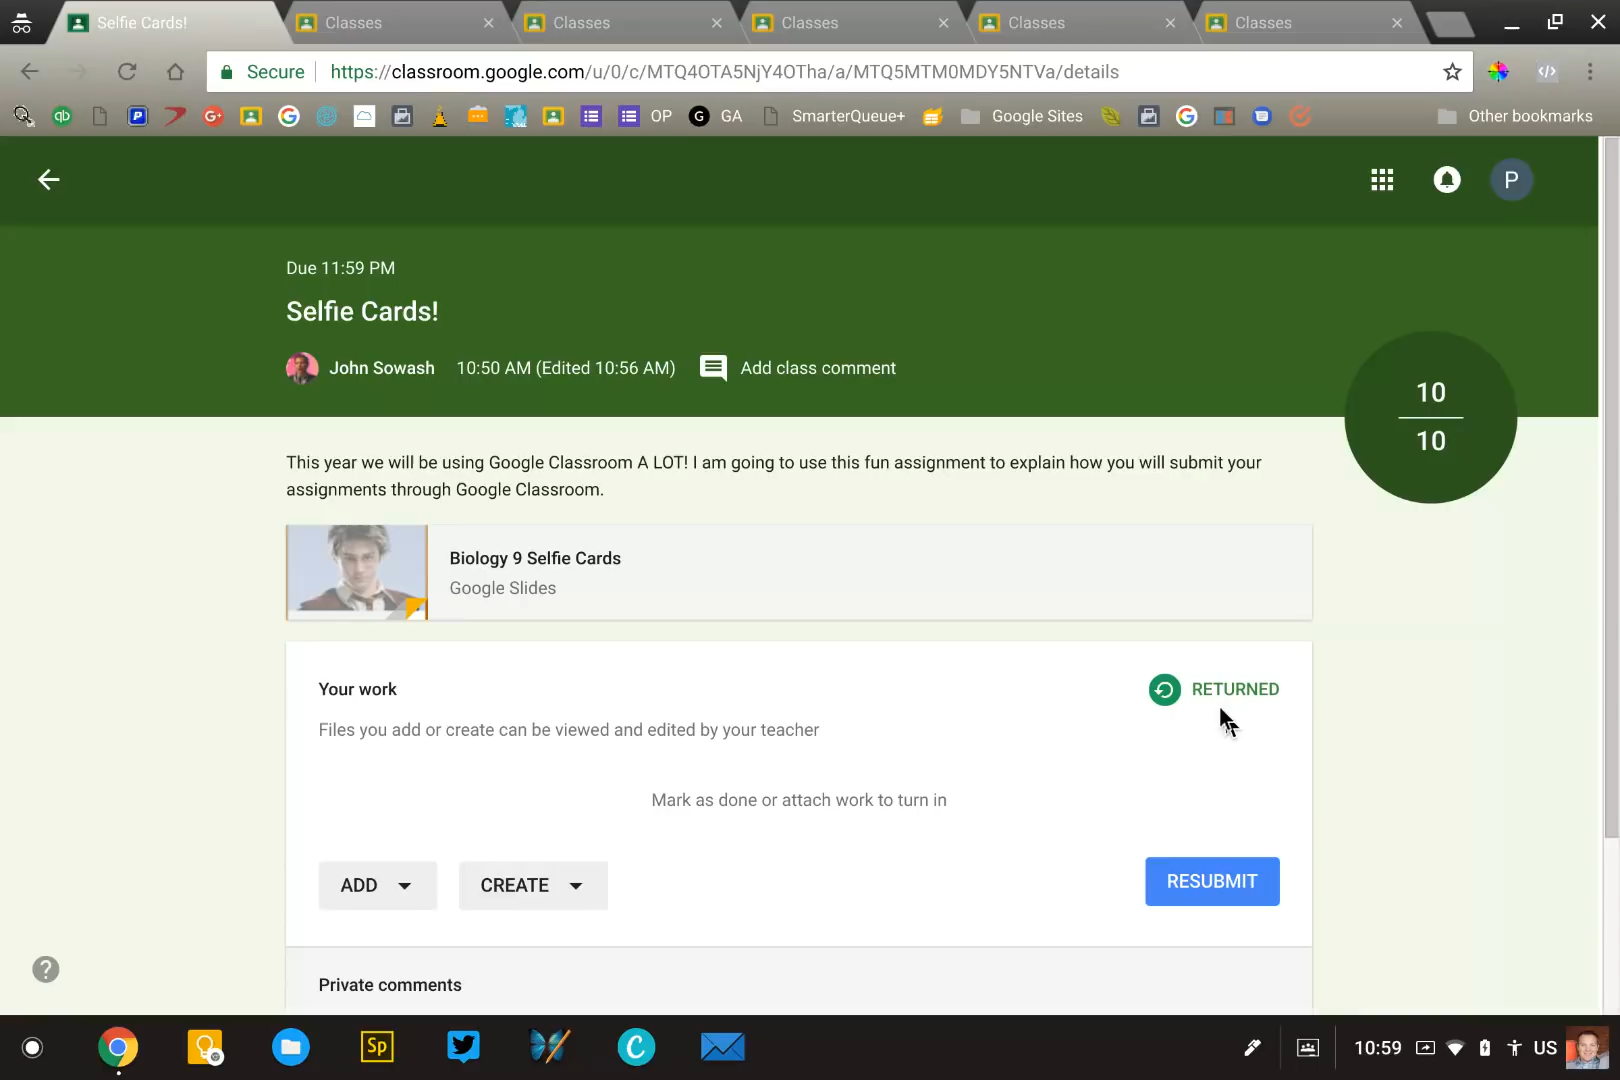 Selfie Cards!
Classes
Classes
Classes
Classes
Classes
Secure
https://classroom.google.com/u/0/c/MTQ4OTA5NjY4OTha/a/MTQ5MTM0MDY5NTVa/details
qb
P
G+
G
OP
G
GA
SmarterQueue+
Google Sites
G
Other bookmarks
P
Due 11:59 PM
Selfie Cards!
John Sowash 10:50 AM (Edited 10:56 AM) Add class comment
10
10
This year we will be using Google Classroom A LOT! I am going to use this fun assignment to explain how you will submit your
assignments through Google Classroom.
Biology 9 Selfie Cards
Google Slides
Your work
RETURNED
Files you add or create can be viewed and edited by your teacher
Mark as done or attach work to turn in
ADD
CREATE
RESUBMIT
?
Private comments
Sp
C
10:59
US